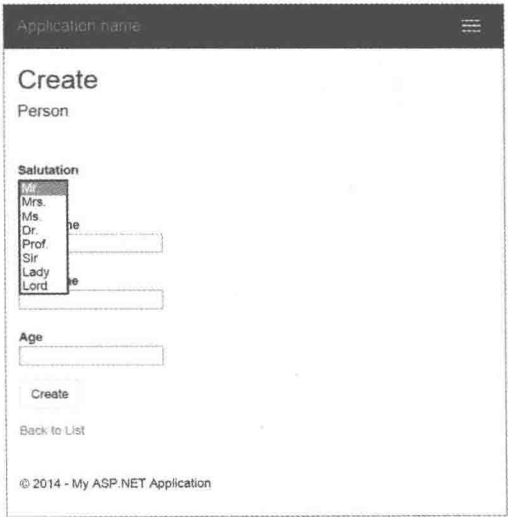 Application name
Create
Person
Salutation
Mr.
Mrs.
Ms.
Dr.
Prof.
Sir
Lady
Lord
Age
Create
Back to List
© 2014 - My ASP.NET Application